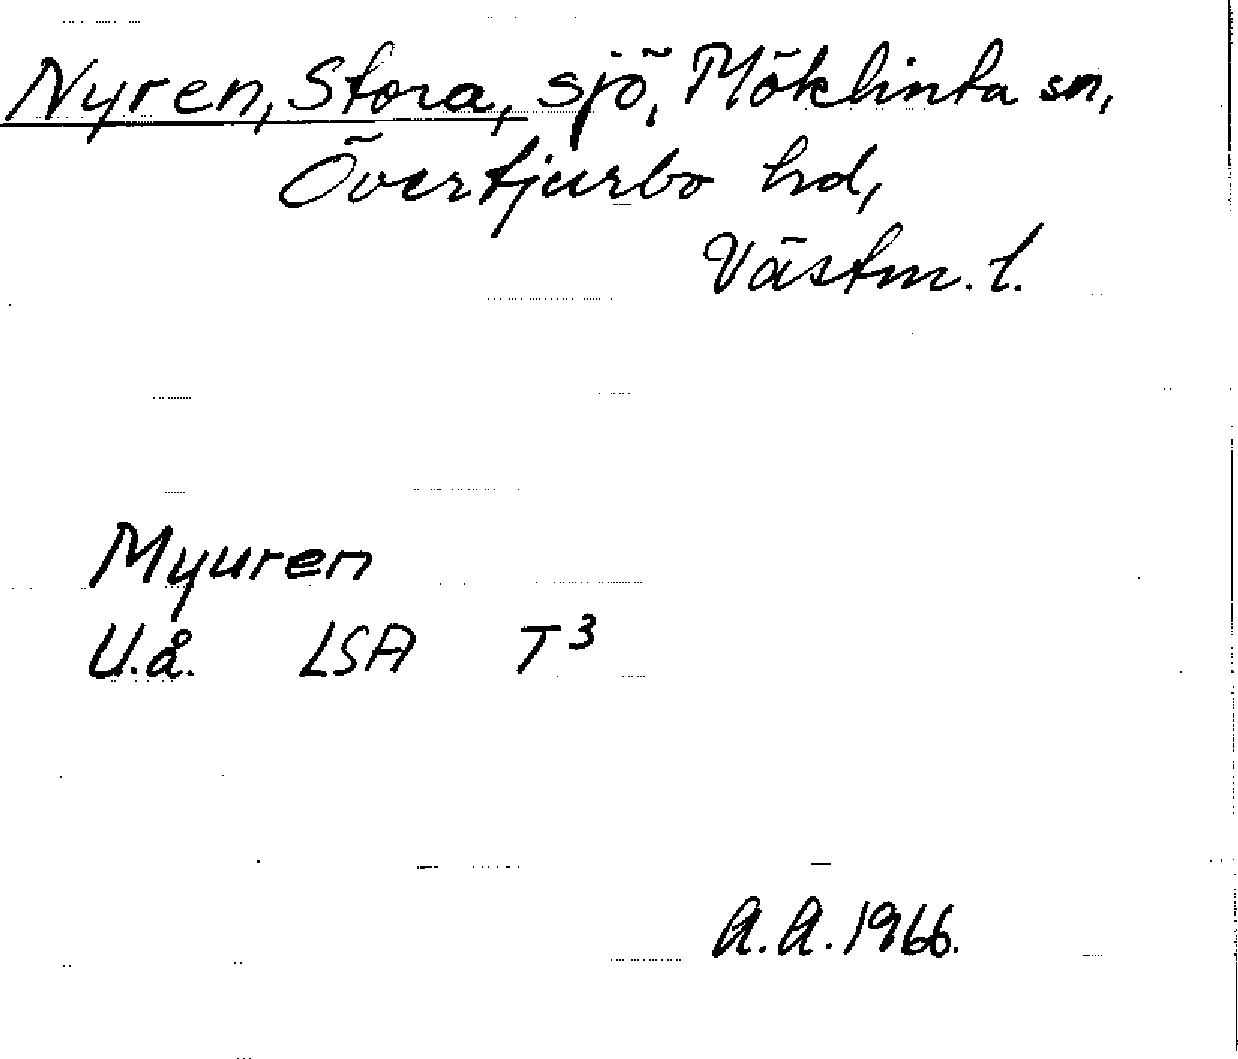 Nyren, Stora, sjö, Möklinta sn,
Övertjurbo hd,
Västm. l.
Myuren
U.å. LSA T³
A.A. 1966.